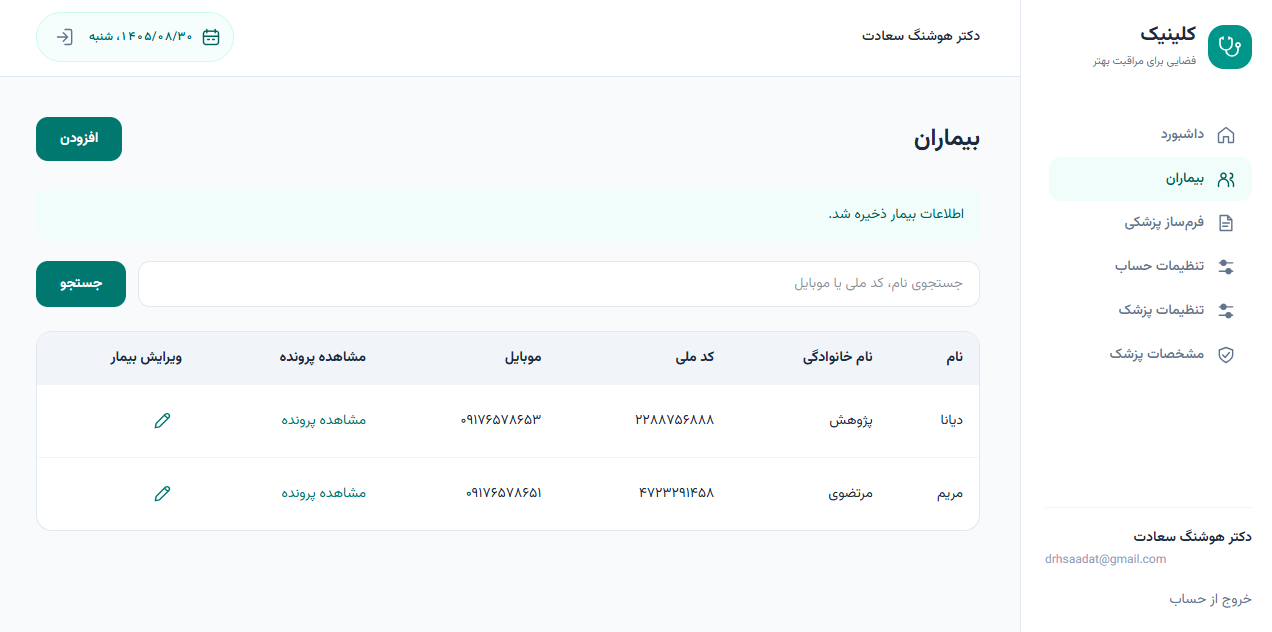 کلینیک
فضایی برای مراقبت بهتر
داشبورد
بیماران
فرم‌ساز پزشکی
تنظیمات حساب
تنظیمات پزشک
مشخصات پزشک
دکتر هوشنگ سعادت
drhsaadat@gmail.com
خروج از حساب
دکتر هوشنگ سعادت
۱۴۰۵/۰۸/۳۰، شنبه
بیماران
افزودن
اطلاعات بیمار ذخیره شد.
جستجوی نام، کد ملی یا موبایل
جستجو
نام نام خانوادگی کد ملی موبایل مشاهده پرونده ویرایش بیمار
دیانا پژوهش ۲۲۸۸۷۵۶۸۸۸ ۰۹۱۷۶۵۷۸۶۵۳ مشاهده پرونده
مریم مرتضوی ۴۷۲۳۲۹۱۴۵۸ ۰۹۱۷۶۵۷۸۶۵۱ مشاهده پرونده